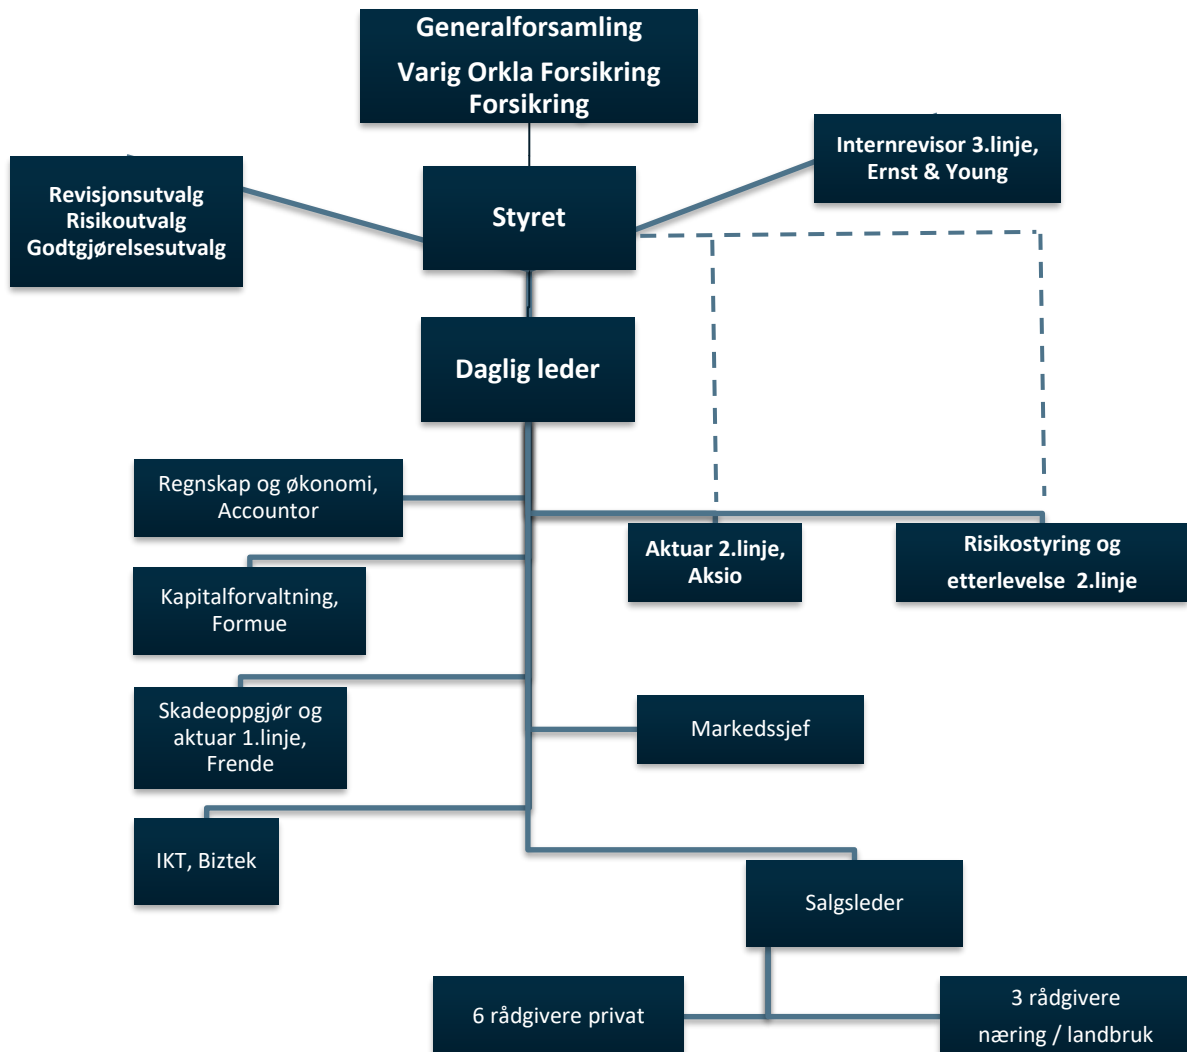 Generalforsamling
Varig Orkla Forsikring
Forsikring
Internrevisor 3.linje,
Ernst & Young
Revisjonsutvalg
Risikoutvalg
Godtgjørelsesutvalg
Styret
Daglig leder
Regnskap og økonomi,
Accountor
Aktuar 2.linje,
Aksio
Risikostyring og
etterlevelse 2.linje
Kapitalforvaltning,
Formue
Skadeoppgjør og
aktuar 1.linje,
Frende
Markedssjef
IKT, Biztek
Salgsleder
6 rådgivere privat
3 rådgivere
næring / landbruk